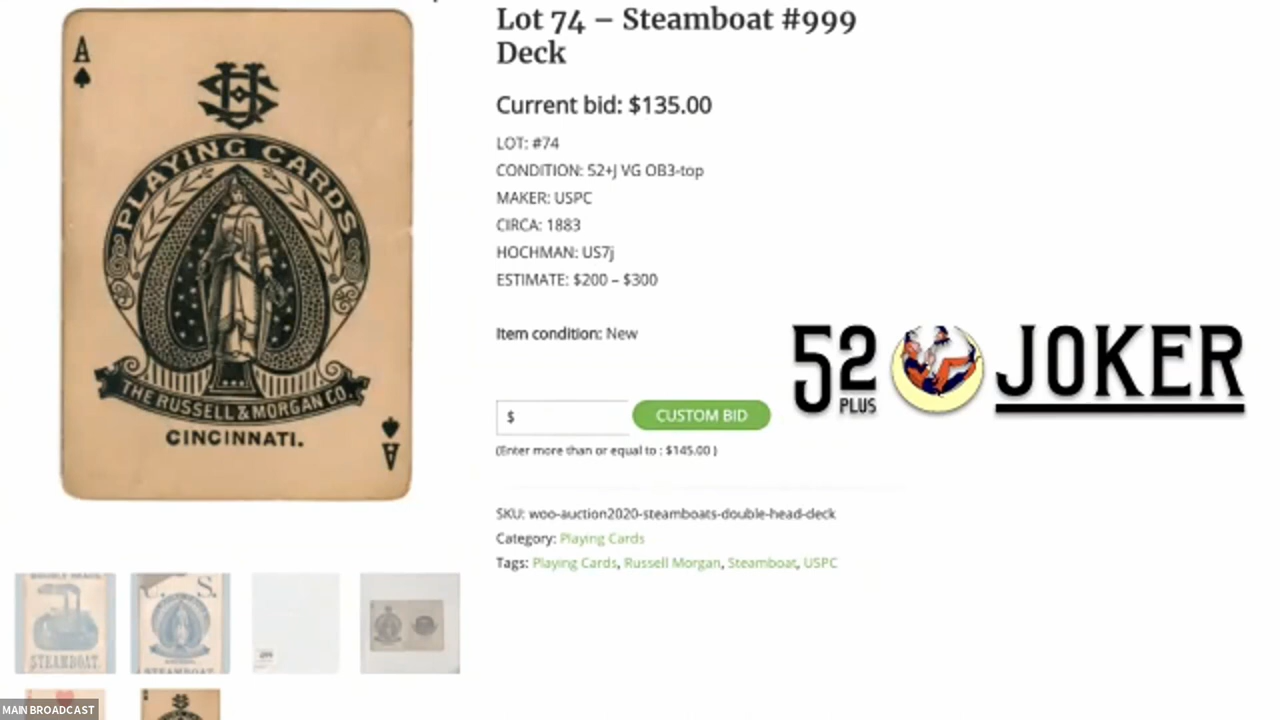 Lot 74 – Steamboat #999
Deck
Current bid: $135.00
LOT: #74
CONDITION: 52+J VG OB3-top
MAKER: USPC
CIRCA: 1883
HOCHMAN: US7j
ESTIMATE: $200 – $300
Item condition: New
$
CUSTOM BID
(Enter more than or equal to : $145.00 )
SKU: woo-auction2020-steamboats-double-head-deck
Category: Playing Cards
Tags: Playing Cards, Russell Morgan, Steamboat, USPC
52 PLUS JOKER
A
US
PLAYING CARDS
THE RUSSELL & MORGAN CO.
CINCINNATI.
A
STEAMBOAT.
U. S.
STEAMBOAT
MAIN BROADCAST